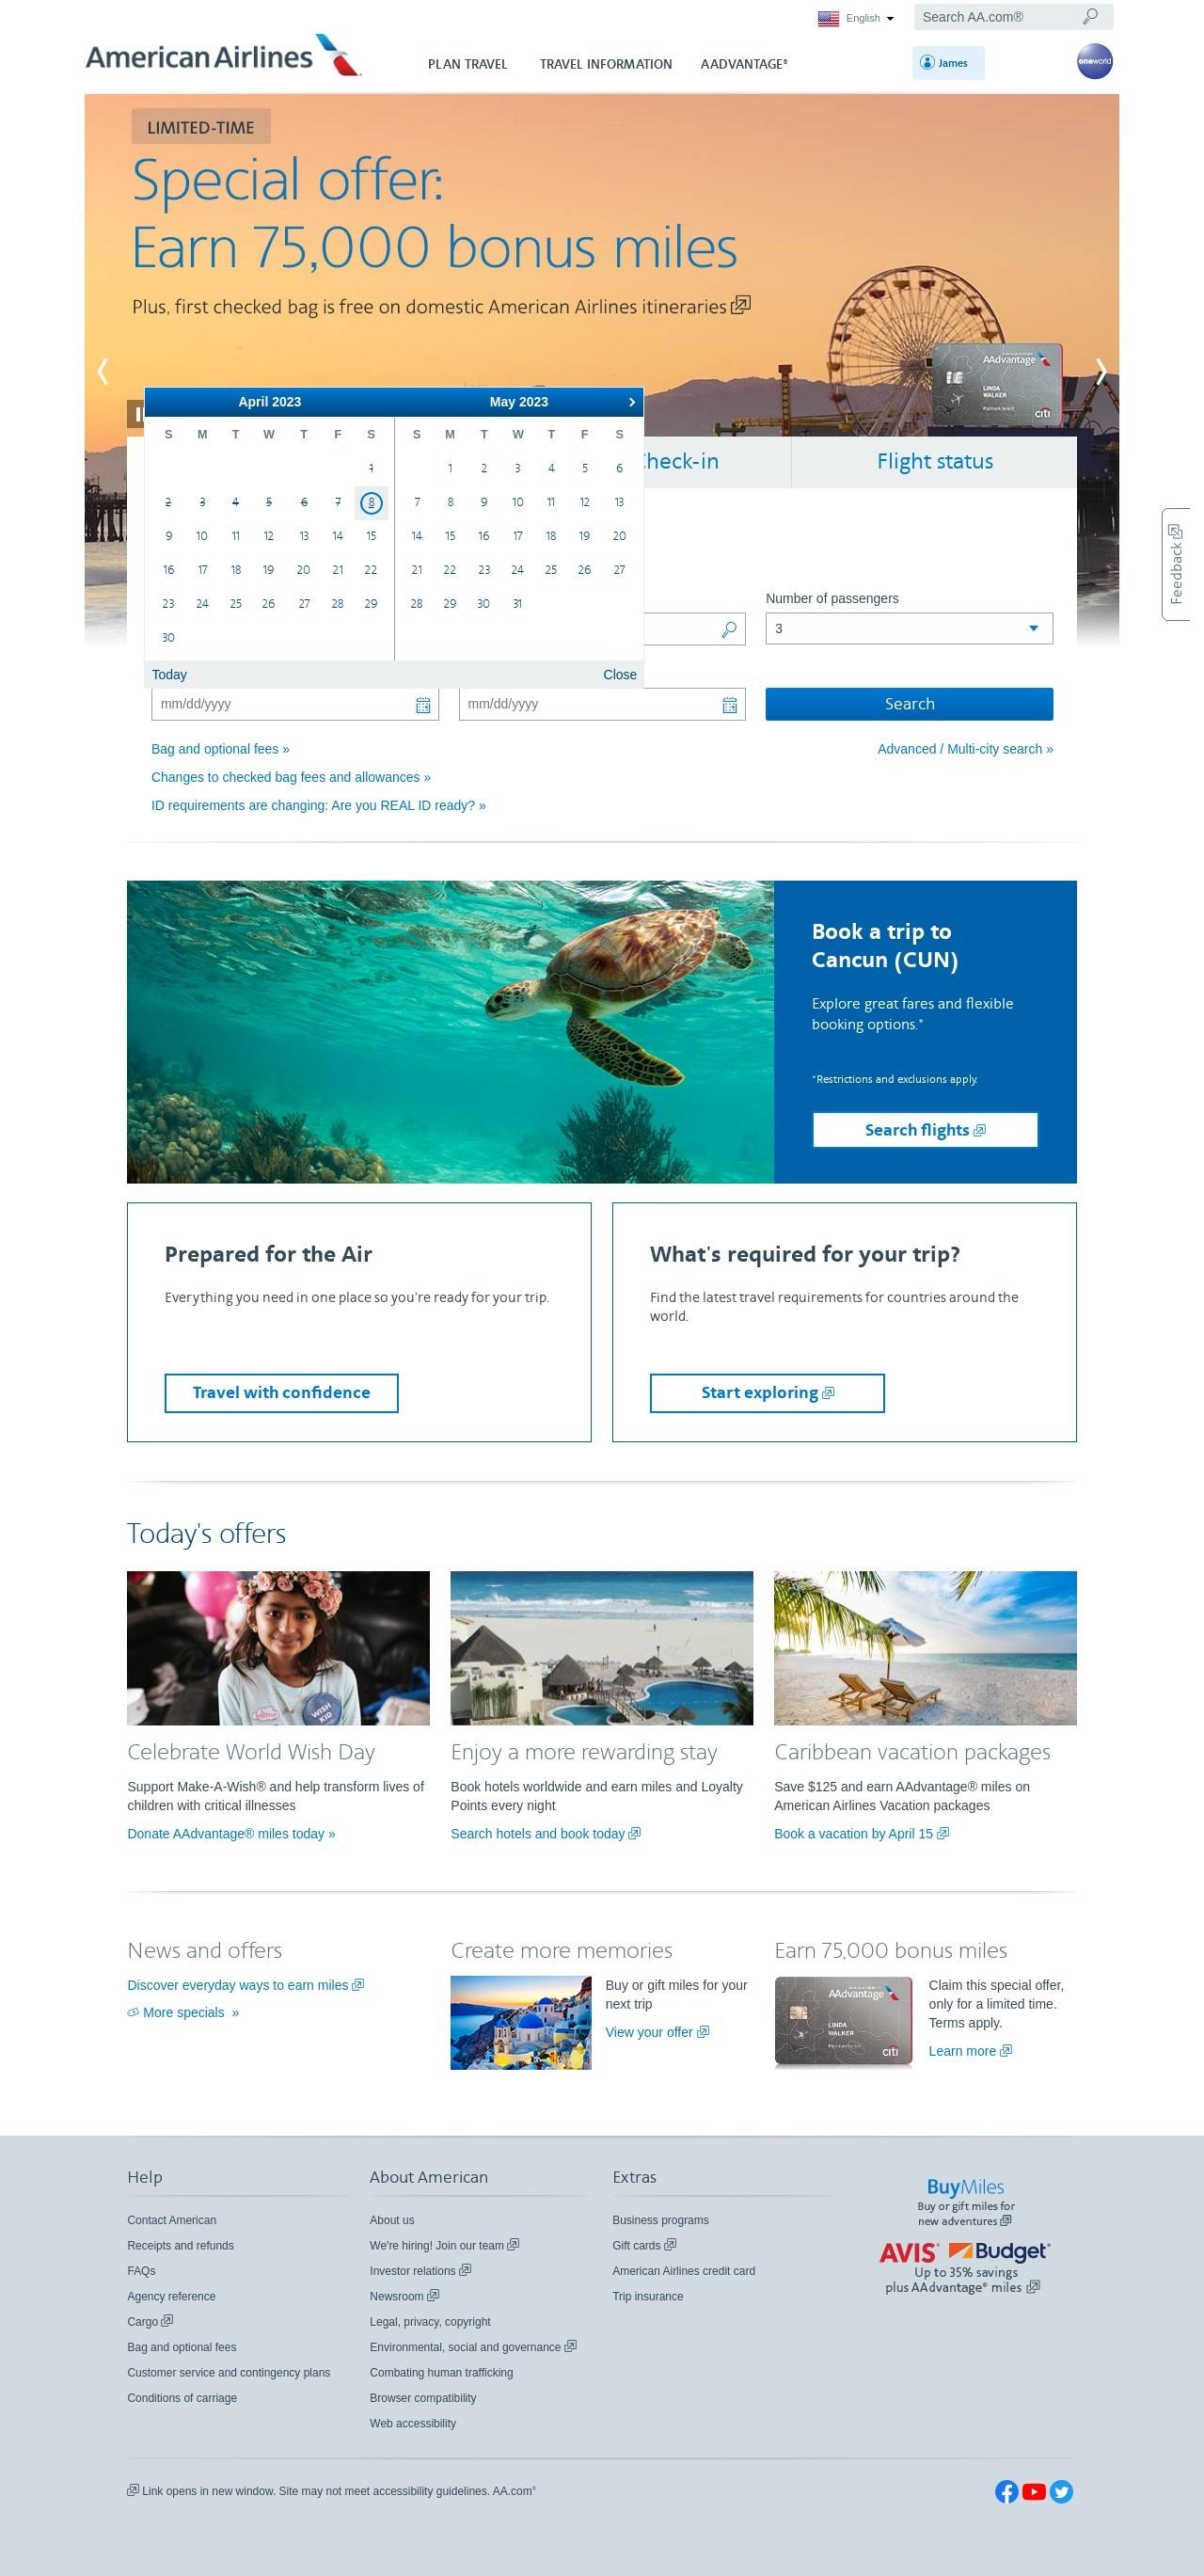 English
Search AA.com®
American Airlines
PLAN TRAVEL
TRAVEL INFORMATION
AADVANTAGE®
James
oneworld
LIMITED-TIME
Special offer:
Earn 75,000 bonus miles
Plus, first checked bag is free on domestic American Airlines itineraries
AAdvantage
LINDA
WALKER
Platinum Select
citi
April 2023
May 2023
S M T W T F S
S M T W T F S
1
1 2 3 4 5 6
2 3 4 5 6 7 8
7 8 9 10 11 12 13
9 10 11 12 13 14 15
14 15 16 17 18 19 20
16 17 18 19 20 21 22
21 22 23 24 25 26 27
23 24 25 26 27 28 29
28 29 30 31
30
Today
Close
Check-in
Flight status
Feedback
Number of passengers
3
mm/dd/yyyy
mm/dd/yyyy
Search
Bag and optional fees »
Advanced / Multi-city search »
Changes to checked bag fees and allowances »
ID requirements are changing: Are you REAL ID ready? »
Book a trip to
Cancun (CUN)
Explore great fares and flexible
booking options.*
*Restrictions and exclusions apply.
Search flights
Prepared for the Air
Everything you need in one place so you're ready for your trip.
Travel with confidence
What's required for your trip?
Find the latest travel requirements for countries around the
world.
Start exploring
Today's offers
WISH
KID
Celebrate World Wish Day
Support Make-A-Wish® and help transform lives of
children with critical illnesses
Donate AAdvantage® miles today »
Enjoy a more rewarding stay
Book hotels worldwide and earn miles and Loyalty
Points every night
Search hotels and book today
Caribbean vacation packages
Save $125 and earn AAdvantage® miles on
American Airlines Vacation packages
Book a vacation by April 15
News and offers
Discover everyday ways to earn miles
More specials »
Create more memories
Buy or gift miles for your
next trip
View your offer
Earn 75,000 bonus miles
AAdvantage
LINDA
WALKER
Platinum Select
citi
Claim this special offer,
only for a limited time.
Terms apply.
Learn more
Help
Contact American
Receipts and refunds
FAQs
Agency reference
Cargo
Bag and optional fees
Customer service and contingency plans
Conditions of carriage
About American
About us
We're hiring! Join our team
Investor relations
Newsroom
Legal, privacy, copyright
Environmental, social and governance
Combating human trafficking
Browser compatibility
Web accessibility
Extras
Business programs
Gift cards
American Airlines credit card
Trip insurance
BuyMiles
Buy or gift miles for
new adventures
AVIS® Budget®
Up to 35% savings
plus AAdvantage® miles
Link opens in new window. Site may not meet accessibility guidelines. AA.com®